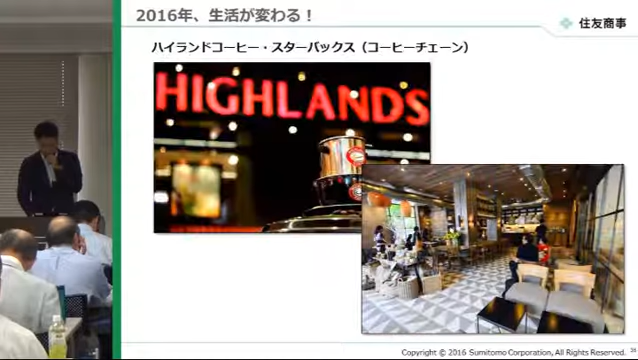 2016年、生活が変わる！
住友商事
ハイランドコーヒー・スターバックス（コーヒーチェーン）
HIGHLANDS
Copyright © 2016 Sumitomo Corporation, All Rights Reserved.